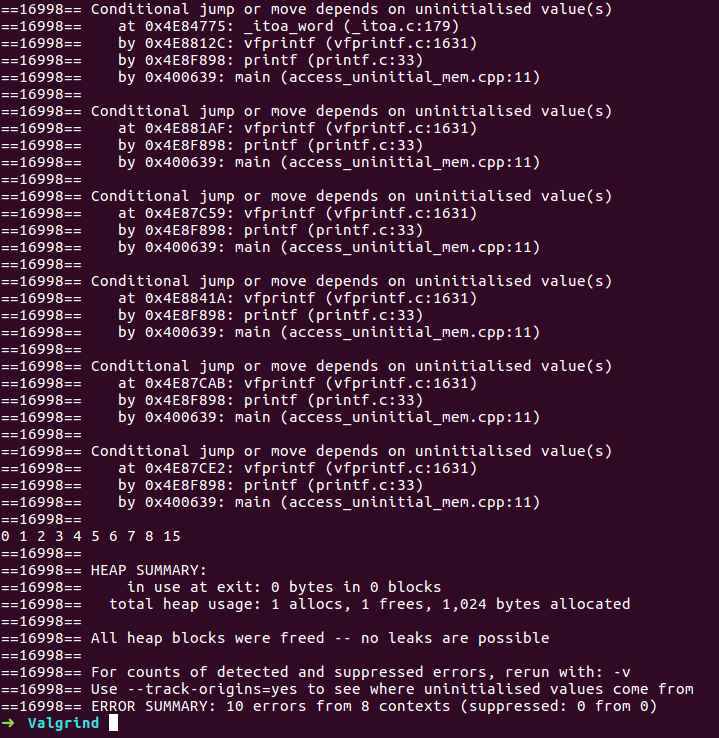 ==16998== Conditional jump or move depends on uninitialised value(s)
==16998==    at 0x4E84775: _itoa_word (_itoa.c:179)
==16998==    by 0x4E8812C: vfprintf (vfprintf.c:1631)
==16998==    by 0x4E8F898: printf (printf.c:33)
==16998==    by 0x400639: main (access_uninitial_mem.cpp:11)
==16998==
==16998== Conditional jump or move depends on uninitialised value(s)
==16998==    at 0x4E881AF: vfprintf (vfprintf.c:1631)
==16998==    by 0x4E8F898: printf (printf.c:33)
==16998==    by 0x400639: main (access_uninitial_mem.cpp:11)
==16998==
==16998== Conditional jump or move depends on uninitialised value(s)
==16998==    at 0x4E87C59: vfprintf (vfprintf.c:1631)
==16998==    by 0x4E8F898: printf (printf.c:33)
==16998==    by 0x400639: main (access_uninitial_mem.cpp:11)
==16998==
==16998== Conditional jump or move depends on uninitialised value(s)
==16998==    at 0x4E8841A: vfprintf (vfprintf.c:1631)
==16998==    by 0x4E8F898: printf (printf.c:33)
==16998==    by 0x400639: main (access_uninitial_mem.cpp:11)
==16998==
==16998== Conditional jump or move depends on uninitialised value(s)
==16998==    at 0x4E87CAB: vfprintf (vfprintf.c:1631)
==16998==    by 0x4E8F898: printf (printf.c:33)
==16998==    by 0x400639: main (access_uninitial_mem.cpp:11)
==16998==
==16998== Conditional jump or move depends on uninitialised value(s)
==16998==    at 0x4E87CE2: vfprintf (vfprintf.c:1631)
==16998==    by 0x4E8F898: printf (printf.c:33)
==16998==    by 0x400639: main (access_uninitial_mem.cpp:11)
==16998==
0 1 2 3 4 5 6 7 8 15
==16998==
==16998== HEAP SUMMARY:
==16998==     in use at exit: 0 bytes in 0 blocks
==16998==   total heap usage: 1 allocs, 1 frees, 1,024 bytes allocated
==16998==
==16998== All heap blocks were freed -- no leaks are possible
==16998==
==16998== For counts of detected and suppressed errors, rerun with: -v
==16998== Use --track-origins=yes to see where uninitialised values come from
==16998== ERROR SUMMARY: 10 errors from 8 contexts (suppressed: 0 from 0)
➜  Valgrind